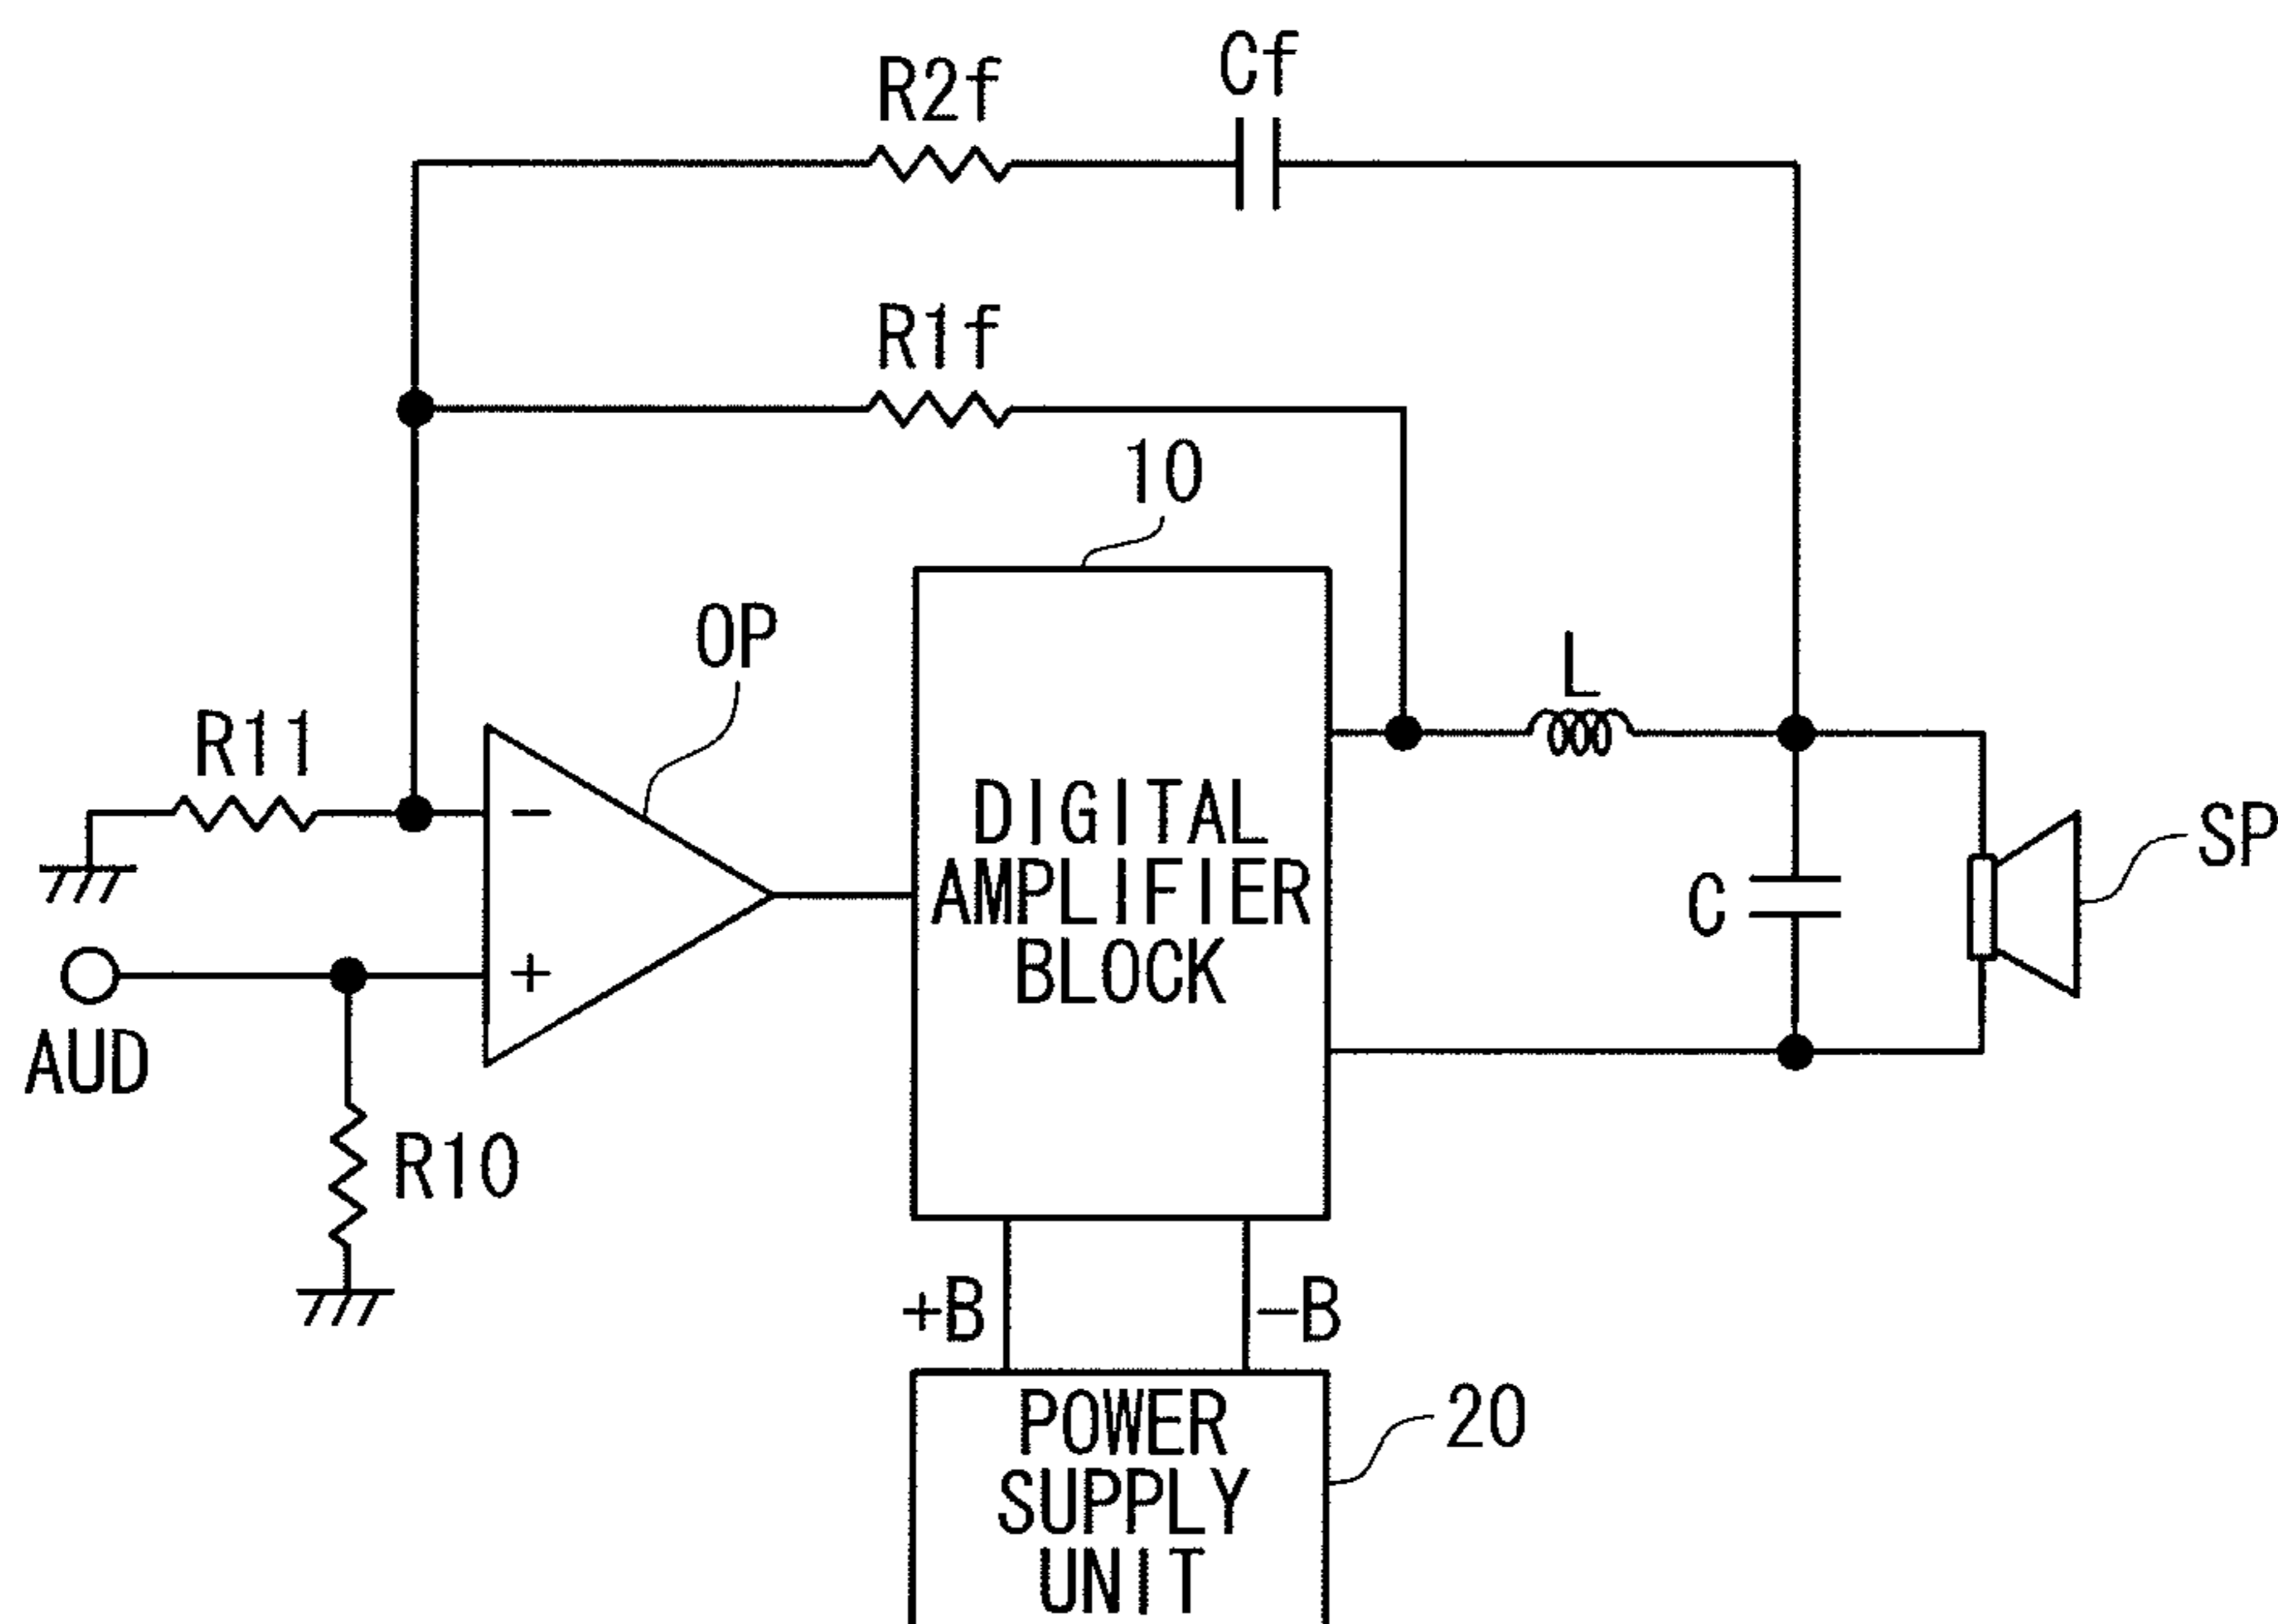 Cf
R2f
R1f
10
OP
L
R11
-
DIGITAL
AMPLIFIER
BLOCK
SP
C
+
AUD
R10
+B
-B
POWER
SUPPLY
UNIT
20